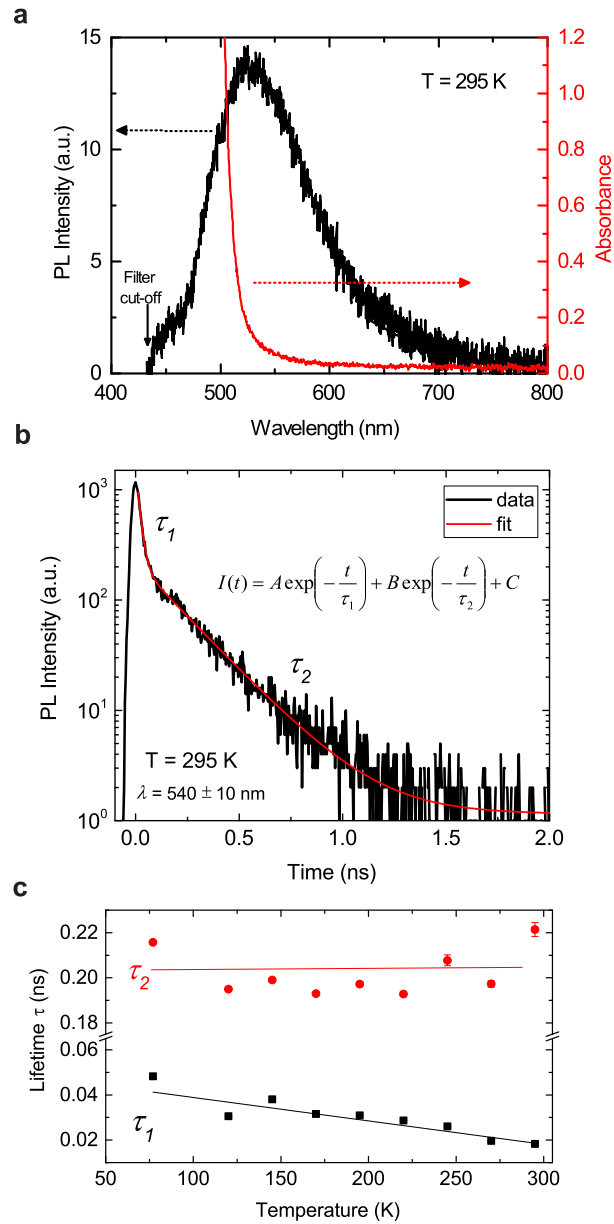 a
15
10
5
0
PL Intensity (a.u.)
1.2
1.0
0.8
0.6
0.4
0.2
0.0
Absorbance
T = 295 K
Filter
cut-off
400 500 600 700 800
Wavelength (nm)
b
10³
10²
10¹
10⁰
PL Intensity (a.u.)
data
fit
τ₁
I(t) = A exp(−t/τ₁) + B exp(−t/τ₂) + C
τ₂
T = 295 K
λ = 540 ± 10 nm
0.0 0.5 1.0 1.5 2.0
Time (ns)
c
0.22
0.20
0.18
0.06
0.04
0.02
Lifetime τ (ns)
τ₂
τ₁
50 100 150 200 250 300
Temperature (K)